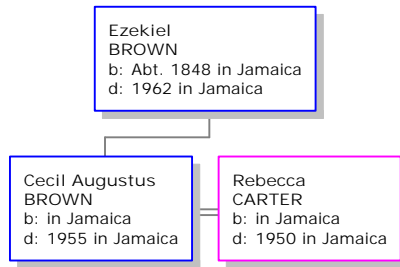 Ezekiel
BROWN
b: Abt. 1848 in Jamaica
d: 1962 in Jamaica
Cecil Augustus
BROWN
b: in Jamaica
d: 1955 in Jamaica
Rebecca
CARTER
b: in Jamaica
d: 1950 in Jamaica